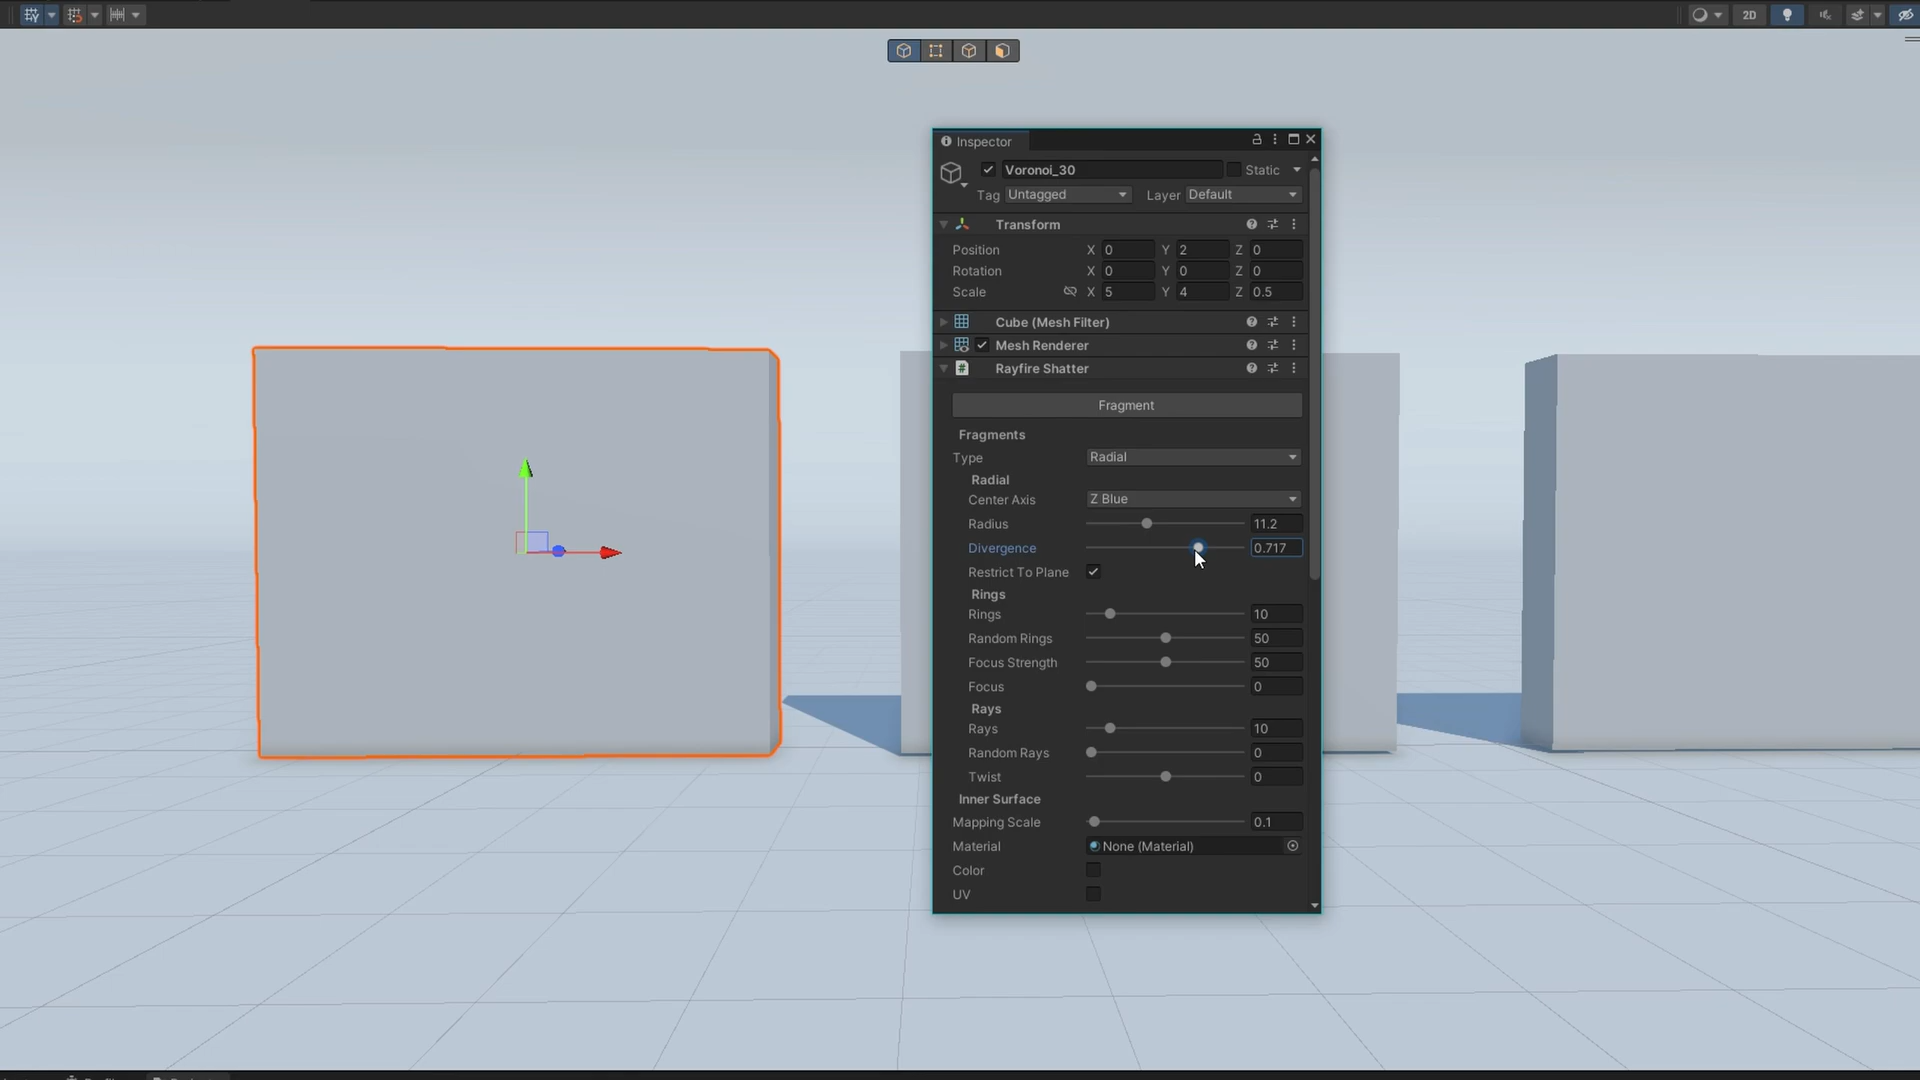 2D
Inspector
Voronoi_30 Static
Tag Untagged Layer Default
Transform
Position X 0 Y 2 Z 0
Rotation X 0 Y 0 Z 0
Scale X 5 Y 4 Z 0.5
Cube (Mesh Filter)
Mesh Renderer
# Rayfire Shatter
Fragment
Fragments
Type Radial
Radial
Center Axis Z Blue
Radius 11.2
Divergence 0.717
Restrict To Plane
Rings
Rings 10
Random Rings 50
Focus Strength 50
Focus 0
Rays
Rays 10
Random Rays 0
Twist 0
Inner Surface
Mapping Scale 0.1
Material None (Material)
Color
UV